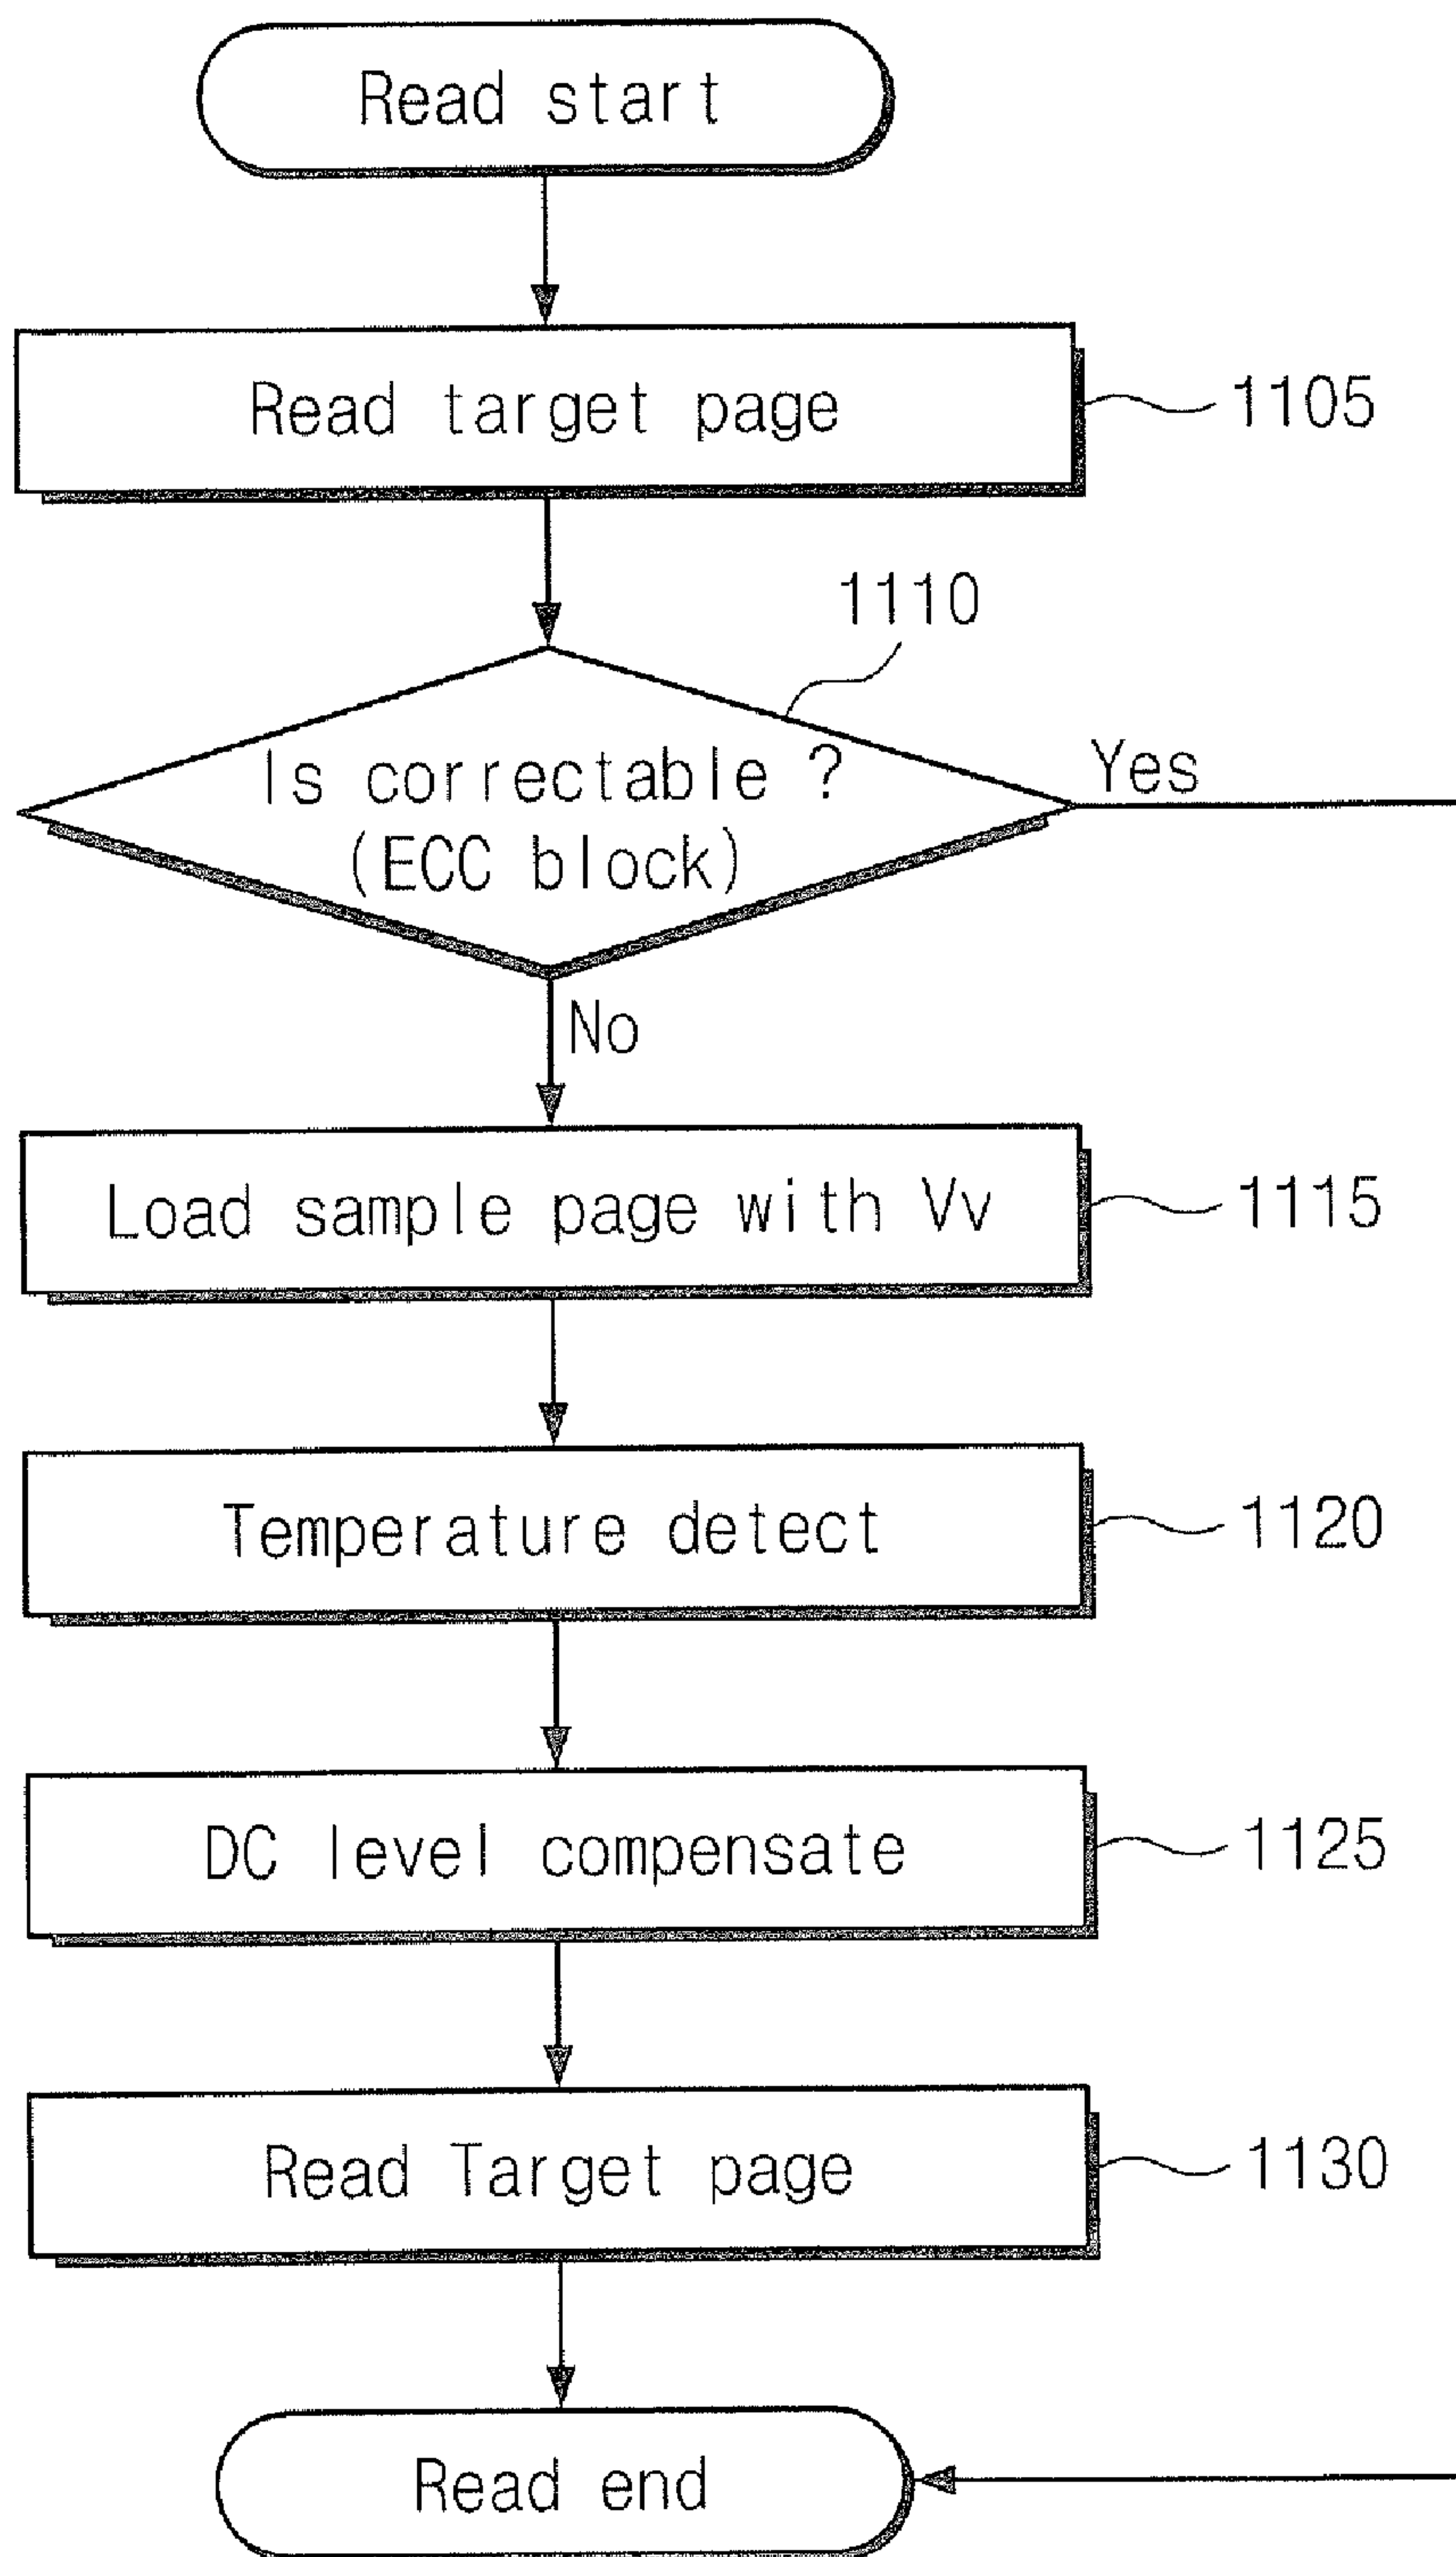 Read start
Read target page
1105
1110
Is correctable ?
(ECC block)
Yes
No
Load sample page with Vv
1115
Temperature detect
1120
DC level compensate
1125
Read Target page
1130
Read end